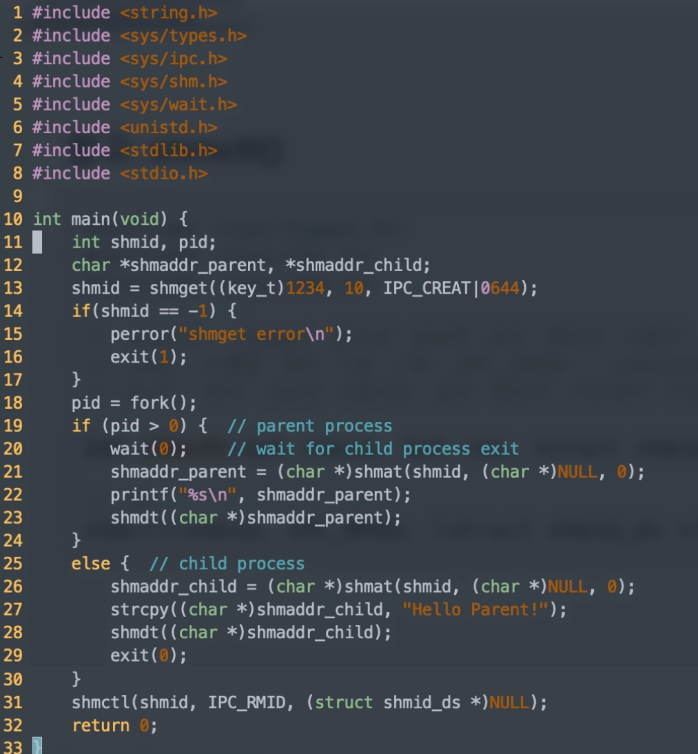 1 #include <string.h>
2 #include <sys/types.h>
3 #include <sys/ipc.h>
4 #include <sys/shm.h>
5 #include <sys/wait.h>
6 #include <unistd.h>
7 #include <stdlib.h>
8 #include <stdio.h>
9
10 int main(void) {
11     int shmid, pid;
12     char *shmaddr_parent, *shmaddr_child;
13     shmid = shmget((key_t)1234, 10, IPC_CREAT|0644);
14     if(shmid == -1) {
15         perror("shmget error\n");
16         exit(1);
17     }
18     pid = fork();
19     if (pid > 0) {  // parent process
20         wait(0);    // wait for child process exit
21         shmaddr_parent = (char *)shmat(shmid, (char *)NULL, 0);
22         printf("%s\n", shmaddr_parent);
23         shmdt((char *)shmaddr_parent);
24     }
25     else {  // child process
26         shmaddr_child = (char *)shmat(shmid, (char *)NULL, 0);
27         strcpy((char *)shmaddr_child, "Hello Parent!");
28         shmdt((char *)shmaddr_child);
29         exit(0);
30     }
31     shmctl(shmid, IPC_RMID, (struct shmid_ds *)NULL);
32     return 0;
33 }